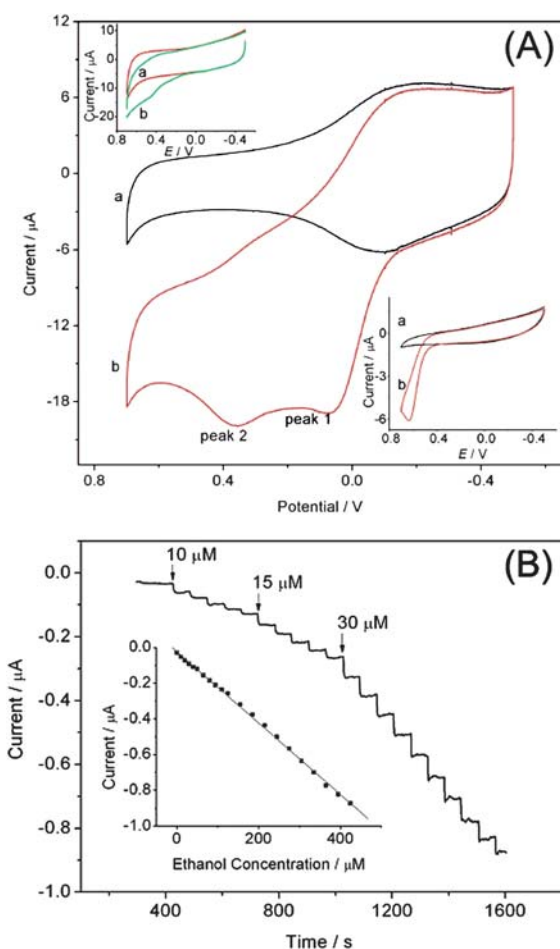 (A)
Current / μA
10
0
-10
-20
a
b
0.8 0.4 0.0 -0.4
E / V
6
0
-6
-12
-18
Current / μA
a
b
peak 2
peak 1
0
-3
-6
Current / μA
a
b
0.8 0.4 0.0 -0.4
E / V
0.8 0.4 0.0 -0.4
Potential / V
(B)
0.0
-0.2
-0.4
-0.6
-0.8
-1.0
Current / μA
10 μM
15 μM
30 μM
0.0
-0.2
-0.4
-0.6
-0.8
-1.0
Current / μA
0 200 400
Ethanol Concentration / μM
400 800 1200 1600
Time / s